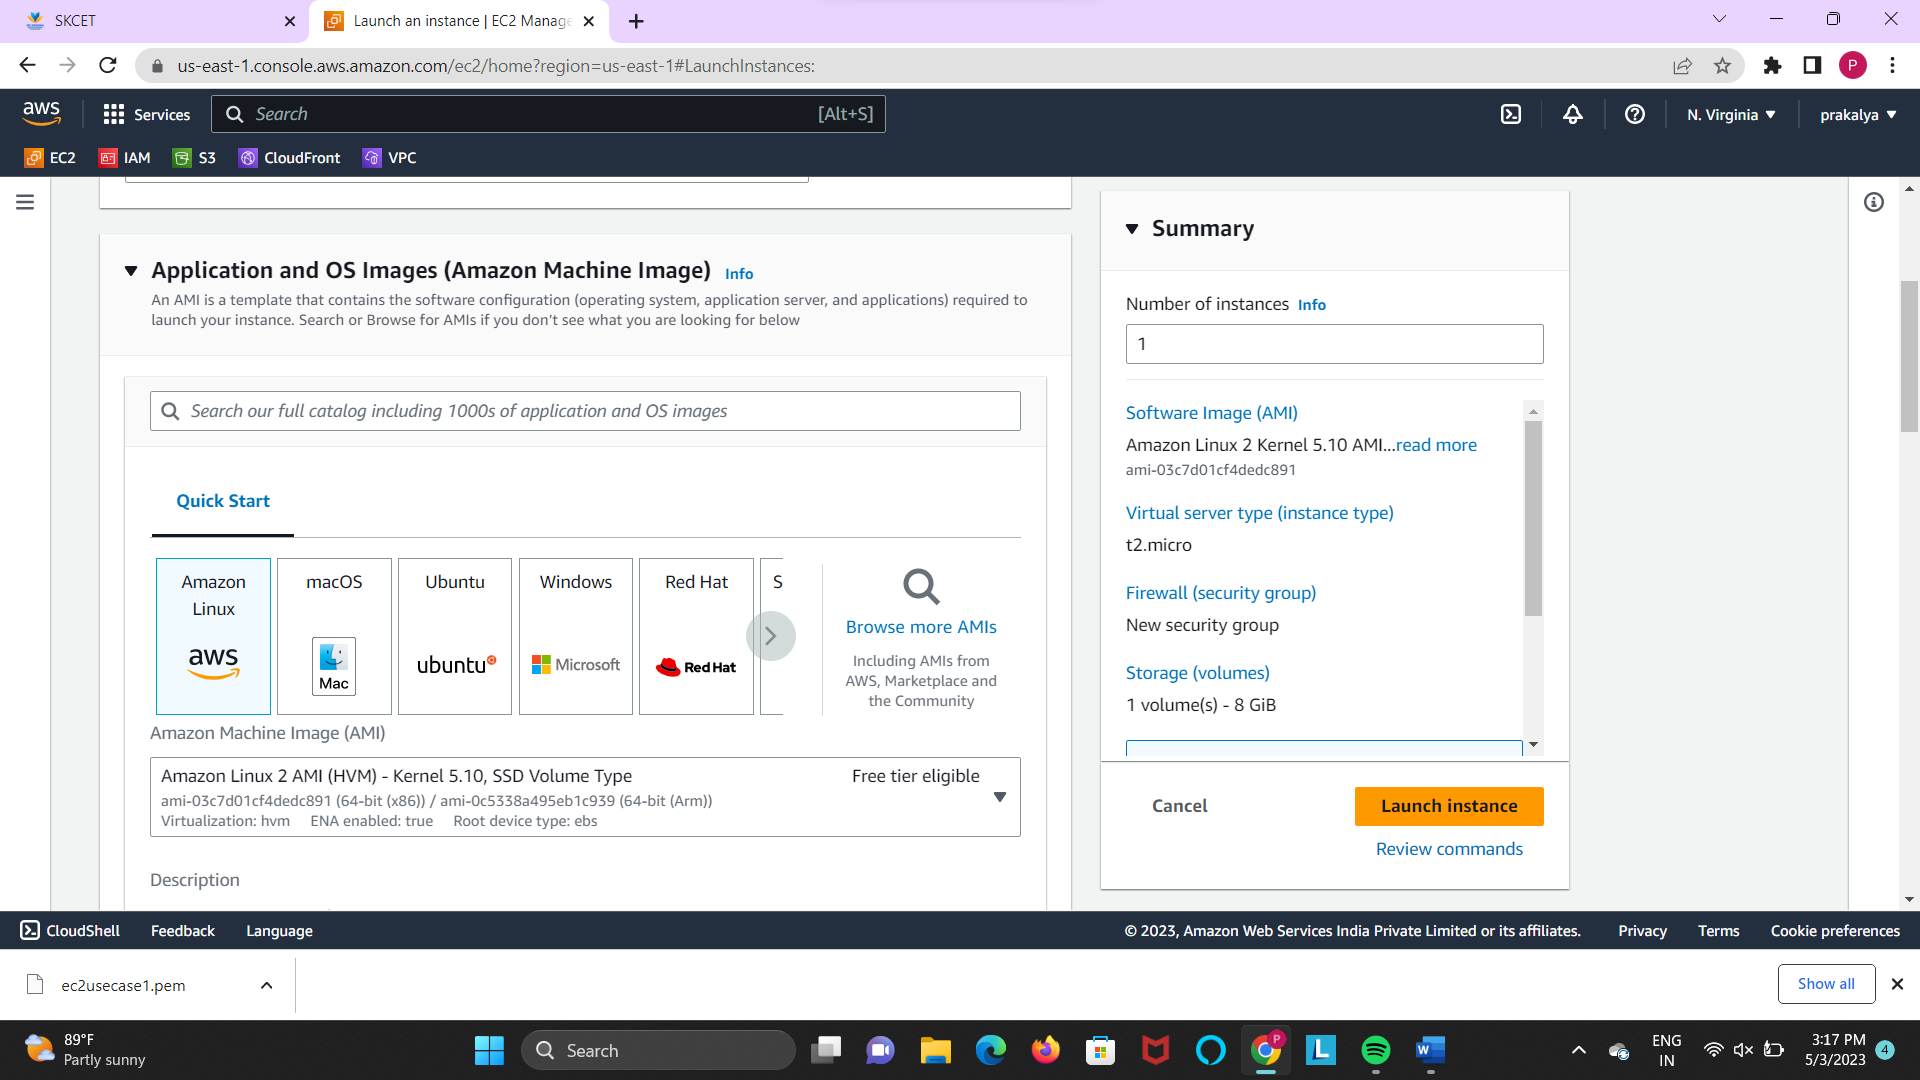 SKCET
Launch an instance | EC2 Manage
us-east-1.console.aws.amazon.com/ec2/home?region=us-east-1#LaunchInstances:
P
aws
Services
Search
[Alt+S]
N. Virginia
prakalya
EC2
IAM
S3
CloudFront
VPC
Application and OS Images (Amazon Machine Image) Info
An AMI is a template that contains the software configuration (operating system, application server, and applications) required to
launch your instance. Search or Browse for AMIs if you don't see what you are looking for below
Search our full catalog including 1000s of application and OS images
Quick Start
Amazon
Linux
aws
macOS
Mac
Ubuntu
ubuntu
Windows
Microsoft
Red Hat
Red Hat
S
Browse more AMIs
Including AMIs from
AWS, Marketplace and
the Community
Amazon Machine Image (AMI)
Amazon Linux 2 AMI (HVM) - Kernel 5.10, SSD Volume Type
Free tier eligible
ami-03c7d01cf4dedc891 (64-bit (x86)) / ami-0c5338a495eb1c939 (64-bit (Arm))
Virtualization: hvm ENA enabled: true Root device type: ebs
Description
Summary
Number of instances Info
1
Software Image (AMI)
Amazon Linux 2 Kernel 5.10 AMI...read more
ami-03c7d01cf4dedc891
Virtual server type (instance type)
t2.micro
Firewall (security group)
New security group
Storage (volumes)
1 volume(s) - 8 GiB
Cancel
Launch instance
Review commands
CloudShell
Feedback
Language
© 2023, Amazon Web Services India Private Limited or its affiliates.
Privacy
Terms
Cookie preferences
ec2usecase1.pem
Show all
89°F
Partly sunny
Search
P
L
W
ENG
IN
3:17 PM
5/3/2023
4